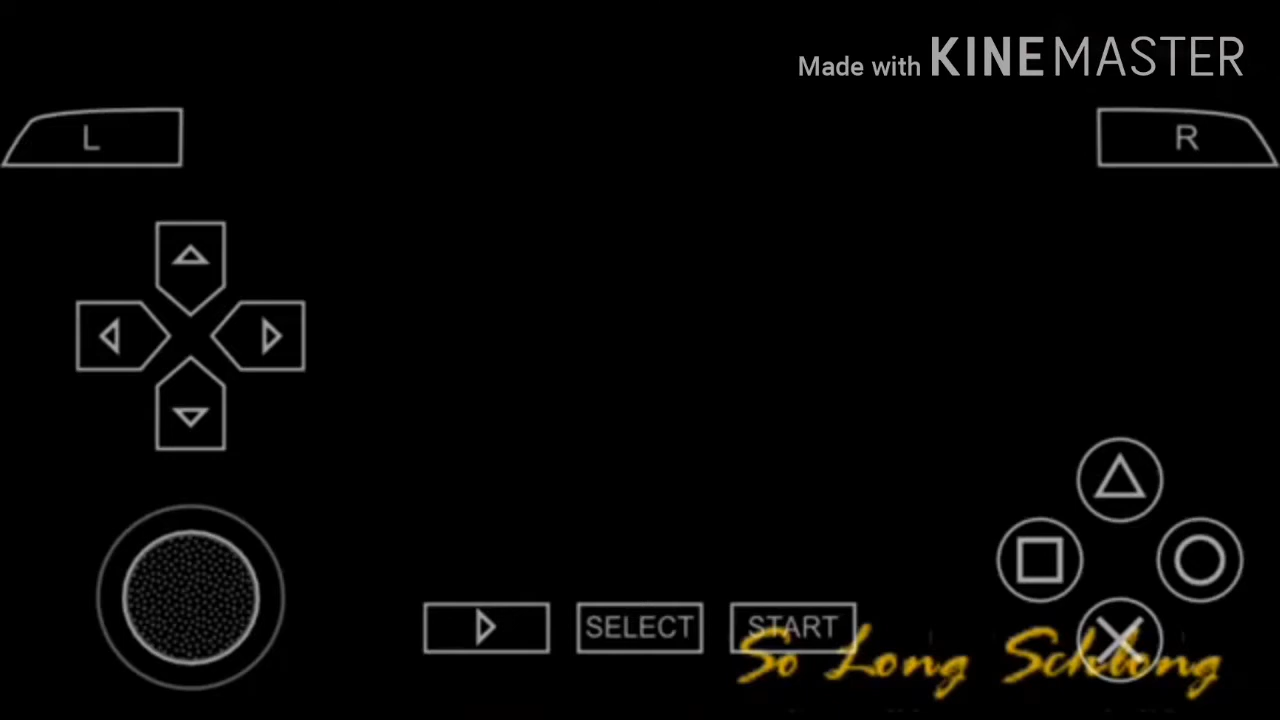 Made with KINEMASTER
L
R
SELECT
START
So Long Schlong